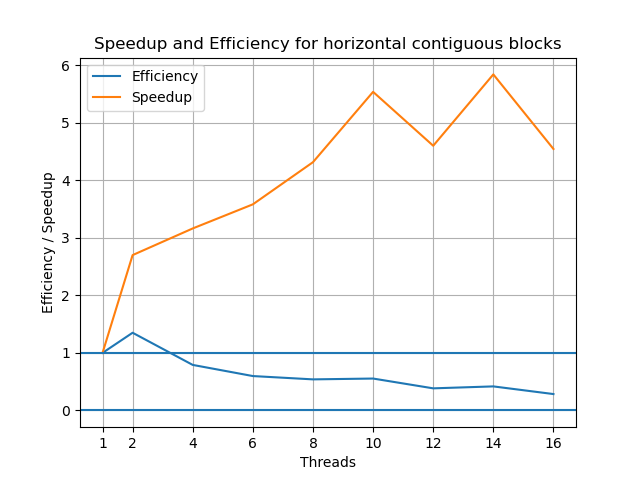 Speedup and Efficiency for horizontal contiguous blocks
Efficiency
Speedup
Efficiency / Speedup
6
5
4
3
2
1
0
1 2 4 6 8 10 12 14 16
Threads